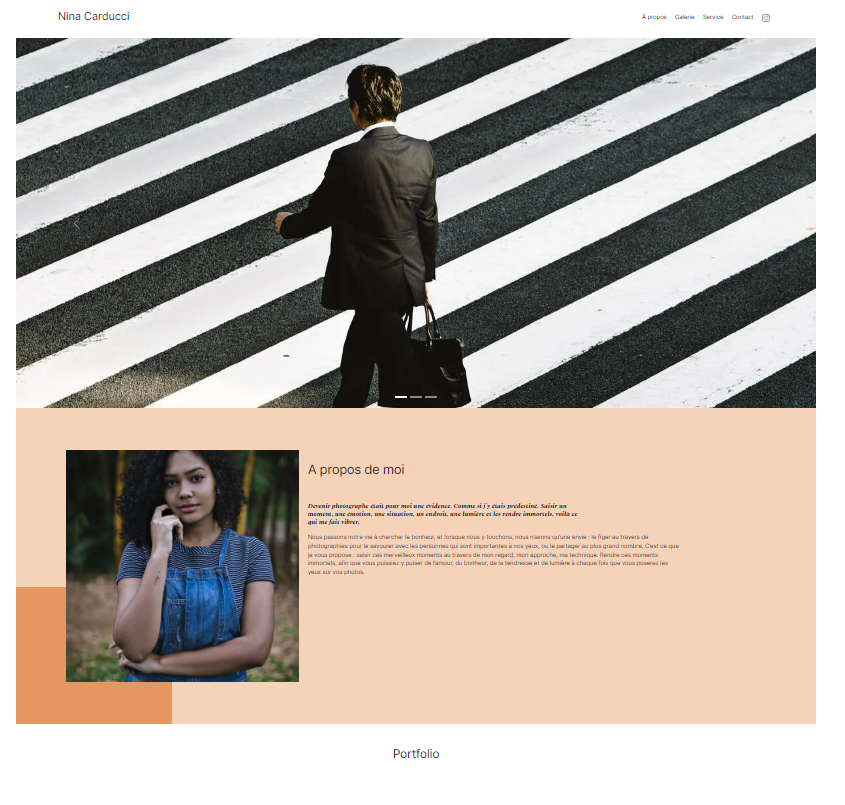 Nina Carducci
À propos Galerie Service Contact
A propos de moi
Devenir photographe était pour moi une évidence. Comme si j'y étais prédestiné. Saisir un
moment, une émotion, une situation, un endroit, une lumière et les rendre immortels, voilà ce
qui me fait vibrer.
Nous passons notre vie à chercher le bonheur, et lorsque nous y touchons, nous n'avons qu'une envie : le figer au travers de
photographies pour le savourer avec les personnes qui sont importantes à nos yeux, ou le partager au plus grand nombre. C'est ce que
je vous propose : saisir ces merveilleux moments au travers de mon regard, mon approche, ma technique. Rendre ces moments
immortels, afin que vous puissiez y puiser de l'amour, du bonheur, de la tendresse et de lumière à chaque fois que vous poserez les
yeux sur vos photos.
Portfolio